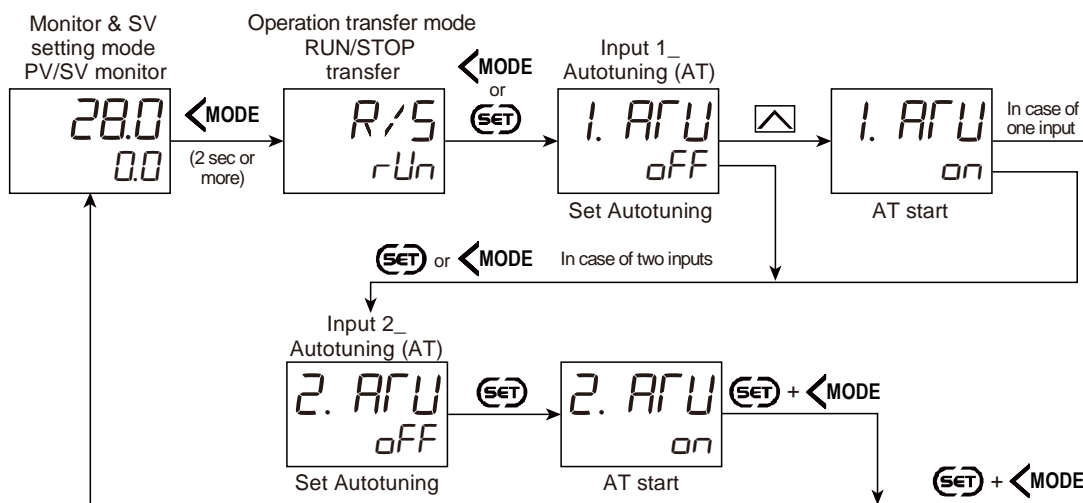 Monitor & SV
setting mode
PV/SV monitor
28.0
0.0
<MODE
(2 sec or
more)
Operation transfer mode
RUN/STOP
transfer
R/S
rUn
<MODE
or
SET
Input 1_
Autotuning (AT)
1. ATU
oFF
Set Autotuning
1. ATU
on
AT start
In case of
one input
SET or <MODE
In case of two inputs
Input 2_
Autotuning (AT)
2. ATU
oFF
Set Autotuning
SET
2. ATU
on
AT start
SET + <MODE
SET + <MODE